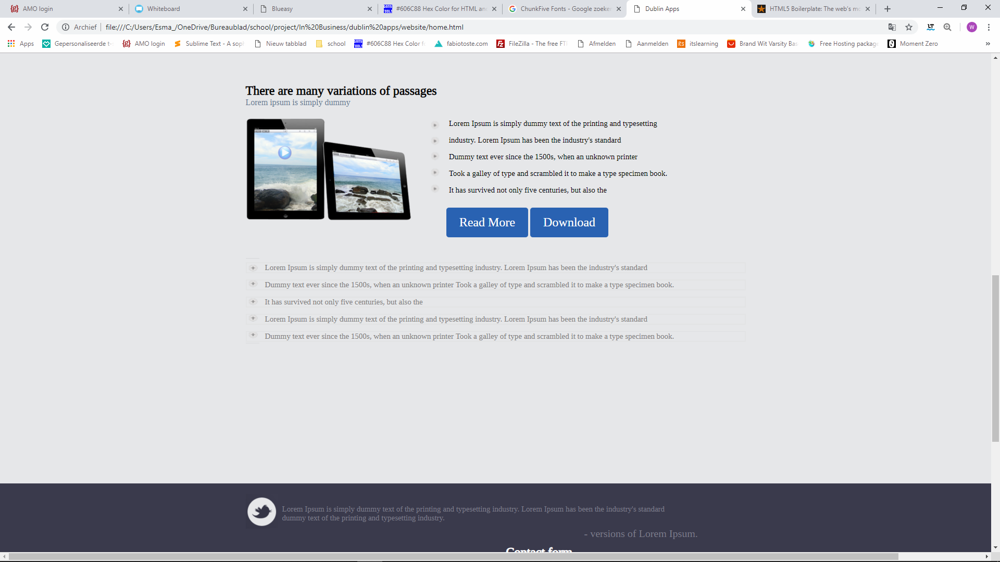 AMO login
Whiteboard
Blueasy
#606C88 Hex Color for HTML an
ChunkFive Fonts - Google zoeke
Dublin Apps
HTML5 Boilerplate: The web's mo
Archief
file:///C:/Users/Esma_/OneDrive/Bureaublad/school/project/In%20Business/dublin%20apps/website/home.html
W
Apps
Gepersonaliseerde t-
AMO login
Sublime Text - A soph
Nieuw tabblad
school
#606C88 Hex Color f
fabiotoste.com
FileZilla - The free FT
Afmelden
Aanmelden
its
itslearning
Brand Wit Varsity Bas
Free Hosting package
Moment Zero
There are many variations of passages
Lorem ipsum is simply dummy
Lorem Ipsum is simply dummy text of the printing and typesetting
industry. Lorem Ipsum has been the industry's standard
Dummy text ever since the 1500s, when an unknown printer
Took a galley of type and scrambled it to make a type specimen book.
It has survived not only five centuries, but also the
Read More
Download
Lorem Ipsum is simply dummy text of the printing and typesetting industry. Lorem Ipsum has been the industry's standard
Dummy text ever since the 1500s, when an unknown printer Took a galley of type and scrambled it to make a type specimen book.
It has survived not only five centuries, but also the
Lorem Ipsum is simply dummy text of the printing and typesetting industry. Lorem Ipsum has been the industry's standard
Dummy text ever since the 1500s, when an unknown printer Took a galley of type and scrambled it to make a type specimen book.
Lorem Ipsum is simply dummy text of the printing and typesetting industry. Lorem Ipsum has been the industry's standard
dummy text of the printing and typesetting industry.
- versions of Lorem Ipsum.
Contact form